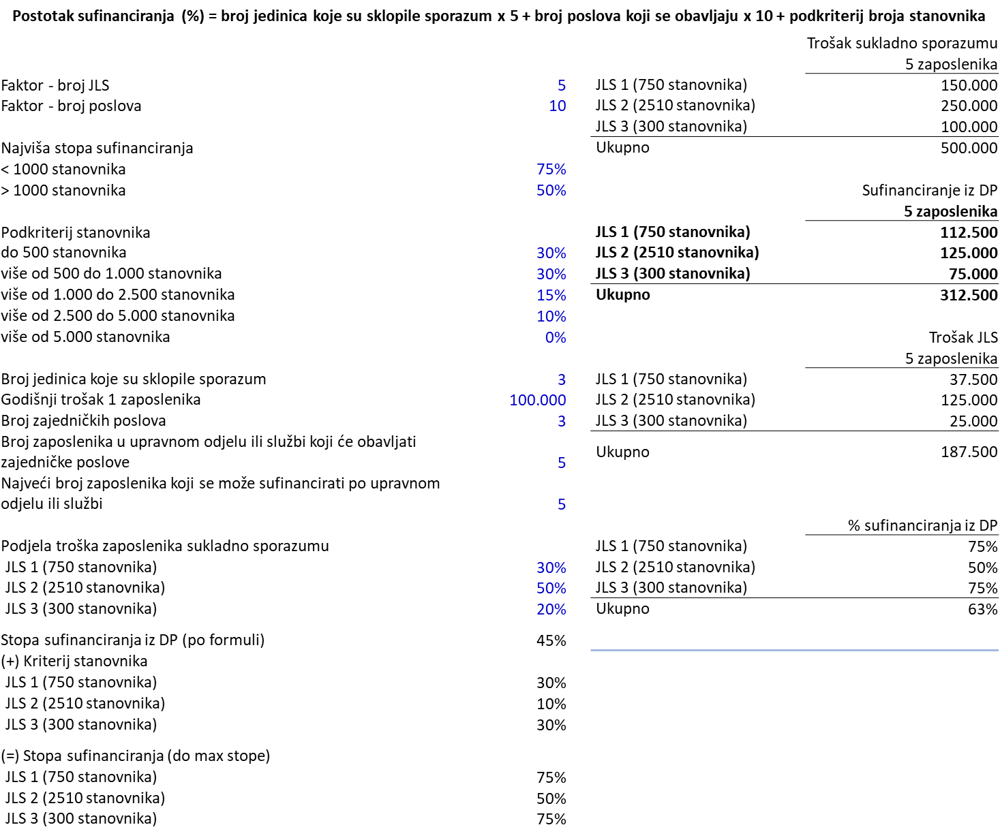 Postotak sufinanciranja (%) = broj jedinica koje su sklopile sporazum x 5 + broj poslova koji se obavljaju x 10 + podkriterij broja stanovnika
Faktor - broj JLS 5
Faktor - broj poslova 10
Najviša stopa sufinanciranja
< 1000 stanovnika 75%
> 1000 stanovnika 50%
Podkriterij stanovnika
do 500 stanovnika 30%
više od 500 do 1.000 stanovnika 30%
više od 1.000 do 2.500 stanovnika 15%
više od 2.500 do 5.000 stanovnika 10%
više od 5.000 stanovnika 0%
Broj jedinica koje su sklopile sporazum 3
Godišnji trošak 1 zaposlenika 100.000
Broj zajedničkih poslova 3
Broj zaposlenika u upravnom odjelu ili službi koji će obavljati
zajedničke poslove 5
Najveći broj zaposlenika koji se može sufinancirati po upravnom
odjelu ili službi 5
Podjela troška zaposlenika sukladno sporazumu
JLS 1 (750 stanovnika) 30%
JLS 2 (2510 stanovnika) 50%
JLS 3 (300 stanovnika) 20%
Stopa sufinanciranja iz DP (po formuli) 45%
(+) Kriterij stanovnika
JLS 1 (750 stanovnika) 30%
JLS 2 (2510 stanovnika) 10%
JLS 3 (300 stanovnika) 30%
(=) Stopa sufinanciranja (do max stope)
JLS 1 (750 stanovnika) 75%
JLS 2 (2510 stanovnika) 50%
JLS 3 (300 stanovnika) 75%
Trošak sukladno sporazumu
5 zaposlenika
JLS 1 (750 stanovnika) 150.000
JLS 2 (2510 stanovnika) 250.000
JLS 3 (300 stanovnika) 100.000
Ukupno 500.000
Sufinanciranje iz DP
5 zaposlenika
JLS 1 (750 stanovnika) 112.500
JLS 2 (2510 stanovnika) 125.000
JLS 3 (300 stanovnika) 75.000
Ukupno 312.500
Trošak JLS
5 zaposlenika
JLS 1 (750 stanovnika) 37.500
JLS 2 (2510 stanovnika) 125.000
JLS 3 (300 stanovnika) 25.000
Ukupno 187.500
% sufinanciranja iz DP
JLS 1 (750 stanovnika) 75%
JLS 2 (2510 stanovnika) 50%
JLS 3 (300 stanovnika) 75%
Ukupno 63%